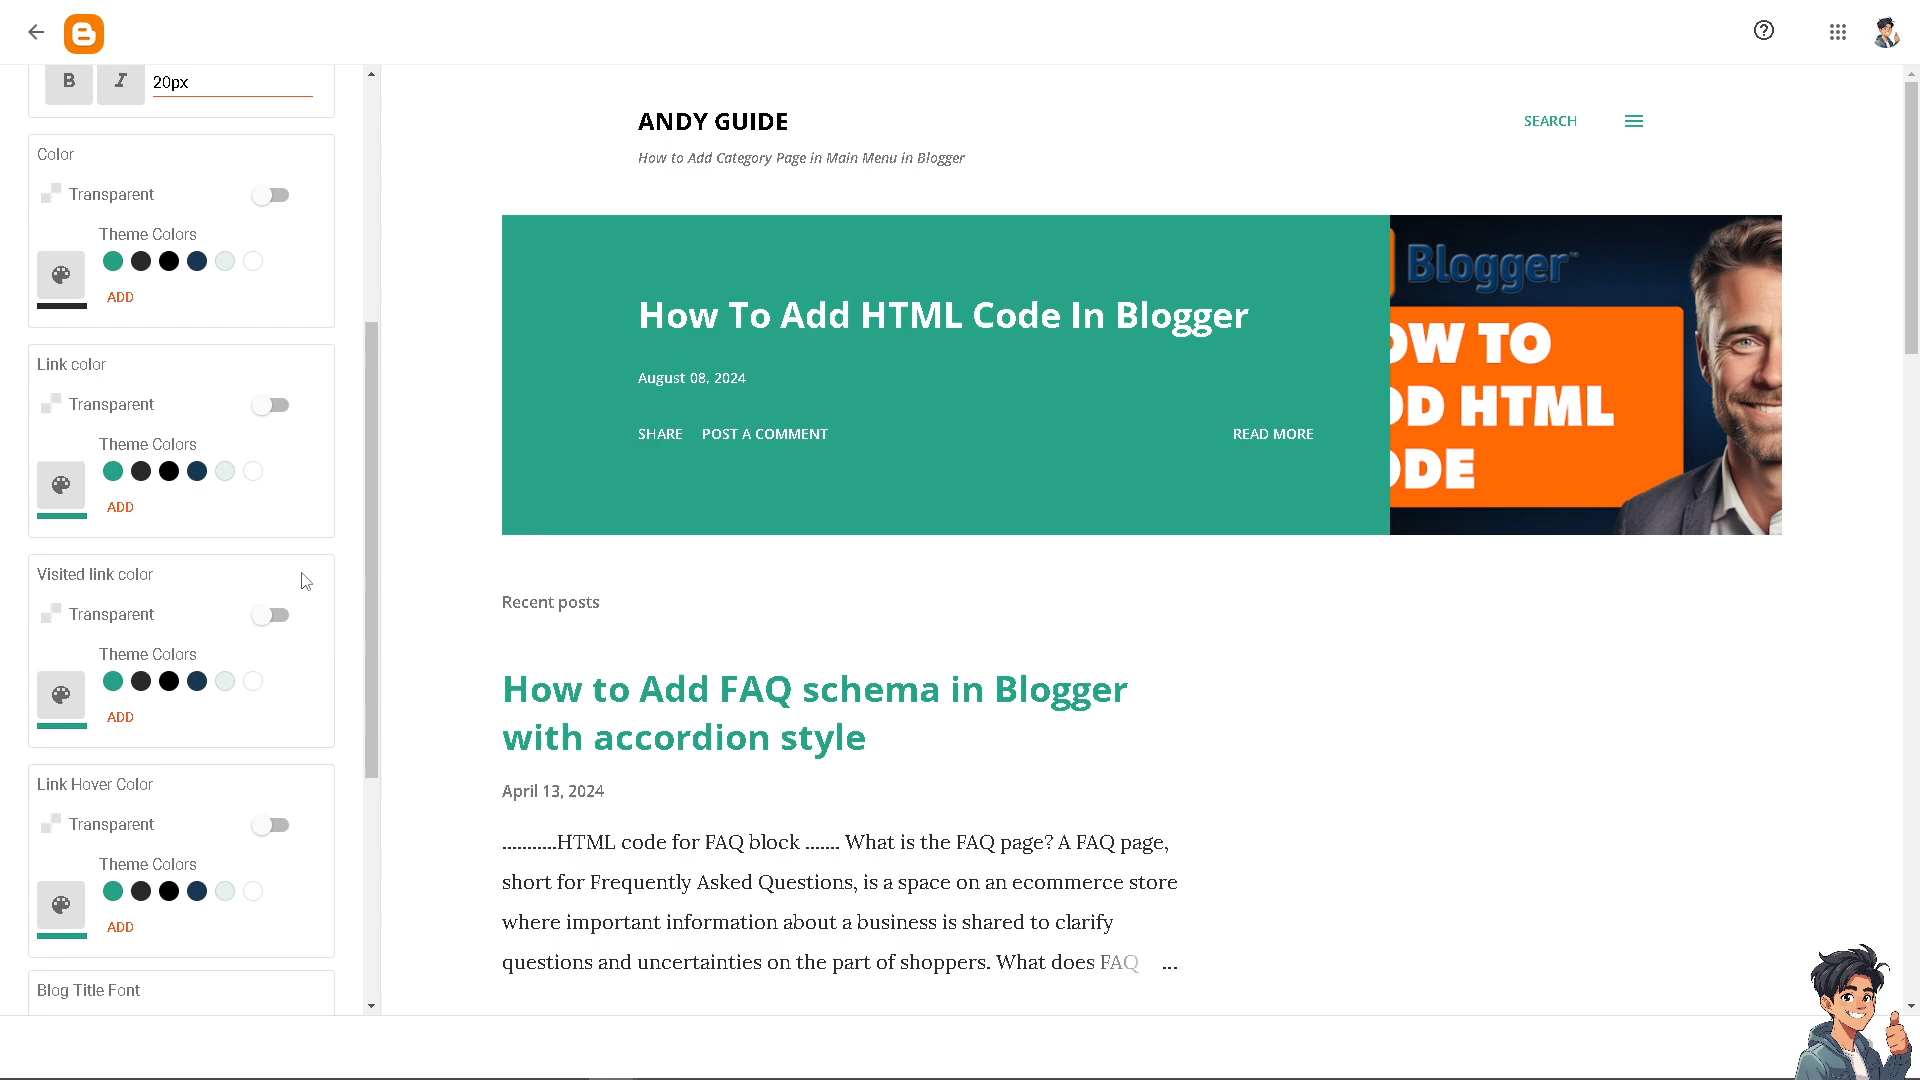 B I 20px
Color
Transparent
Theme Colors
ADD
Link color
Transparent
Theme Colors
ADD
Visited link color
Transparent
Theme Colors
ADD
Link Hover Color
Transparent
Theme Colors
ADD
Blog Title Font
ANDY GUIDE
SEARCH
How to Add Category Page in Main Menu in Blogger
How To Add HTML Code In Blogger
August 08, 2024
SHARE POST A COMMENT READ MORE
Blogger™
OW TO
DD HTML
ODE
Recent posts
How to Add FAQ schema in Blogger
with accordion style
April 13, 2024
...........HTML code for FAQ block ....... What is the FAQ page? A FAQ page,
short for Frequently Asked Questions, is a space on an ecommerce store
where important information about a business is shared to clarify
questions and uncertainties on the part of shoppers. What does FAQ ...